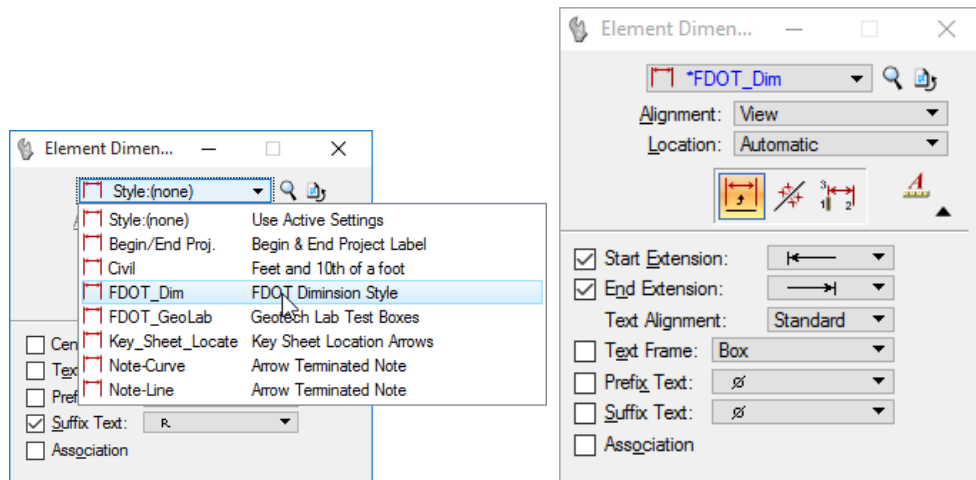 Element Dimen...
Style:(none)
Style:(none) Use Active Settings
Begin/End Proj. Begin & End Project Label
Civil Feet and 10th of a foot
FDOT_Dim FDOT Diminsion Style
FDOT_GeoLab Geotech Lab Test Boxes
Key_Sheet_Locate Key Sheet Location Arrows
Note-Curve Arrow Terminated Note
Note-Line Arrow Terminated Note
Suffix Text: R
Association
Element Dimen...
*FDOT_Dim
Alignment: View
Location: Automatic
3
1 2
A
Start Extension:
End Extension:
Text Alignment: Standard
Text Frame: Box
Prefix Text: ø
Suffix Text: ø
Association